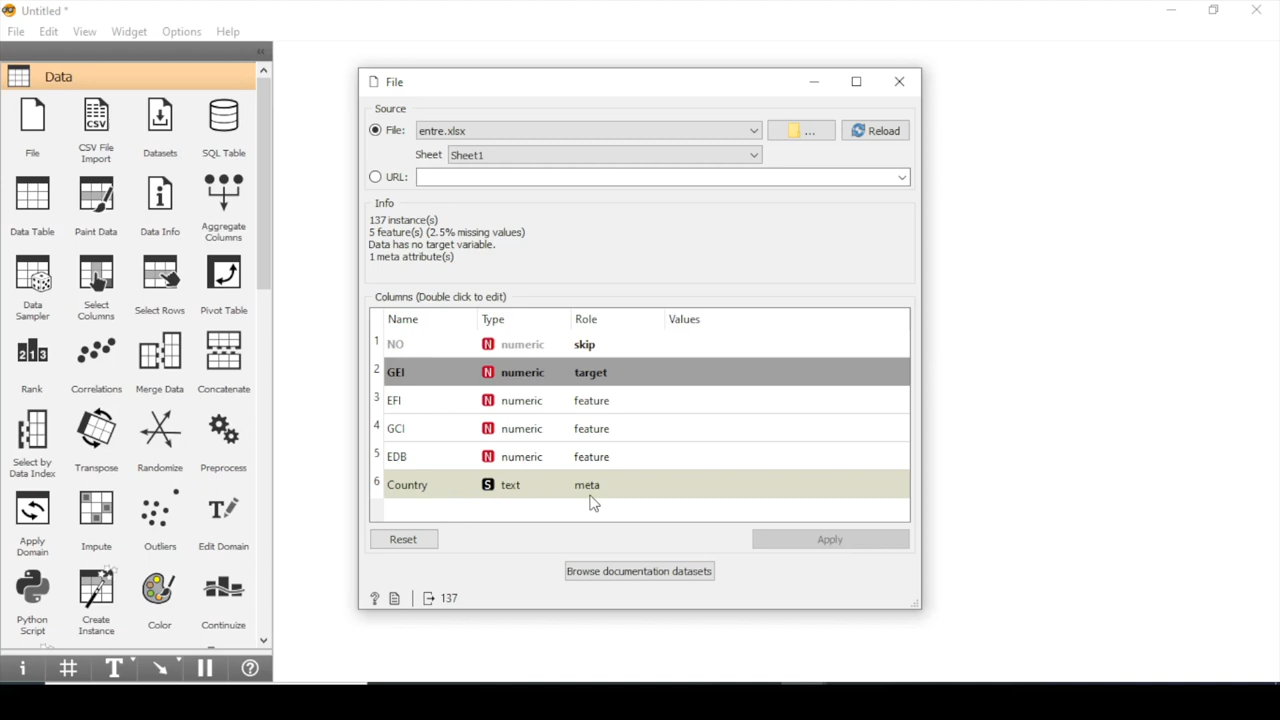 Untitled *
File Edit View Widget Options Help
Data
File
CSV File Import
Datasets
SQL Table
Data Table
Paint Data
Data Info
Aggregate Columns
Data Sampler
Select Columns
Select Rows
Pivot Table
Rank
Correlations
Merge Data
Concatenate
Select by Data Index
Transpose
Randomize
Preprocess
Apply Domain
Impute
Outliers
Edit Domain
Python Script
Create Instance
Color
Continuize
File
Source
File: entre.xlsx ... Reload
Sheet Sheet1
URL:
Info
137 instance(s)
5 feature(s) (2.5% missing values)
Data has no target variable.
1 meta attribute(s)
Columns (Double click to edit)
Name Type Role Values
1 NO N numeric skip
2 GEI N numeric target
3 EFI N numeric feature
4 GCI N numeric feature
5 EDB N numeric feature
6 Country S text meta
Reset Apply
Browse documentation datasets
? 137